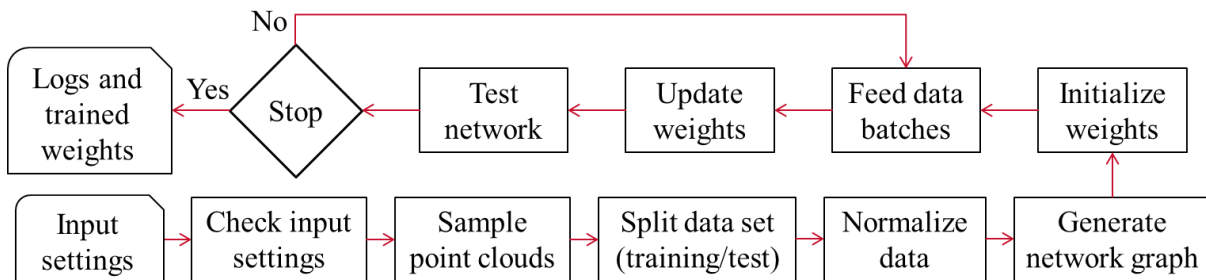 No
Logs and
trained
weights
Yes
Stop
Test
network
Update
weights
Feed data
batches
Initialize
weights
Input
settings
Check input
settings
Sample
point clouds
Split data set
(training/test)
Normalize
data
Generate
network graph